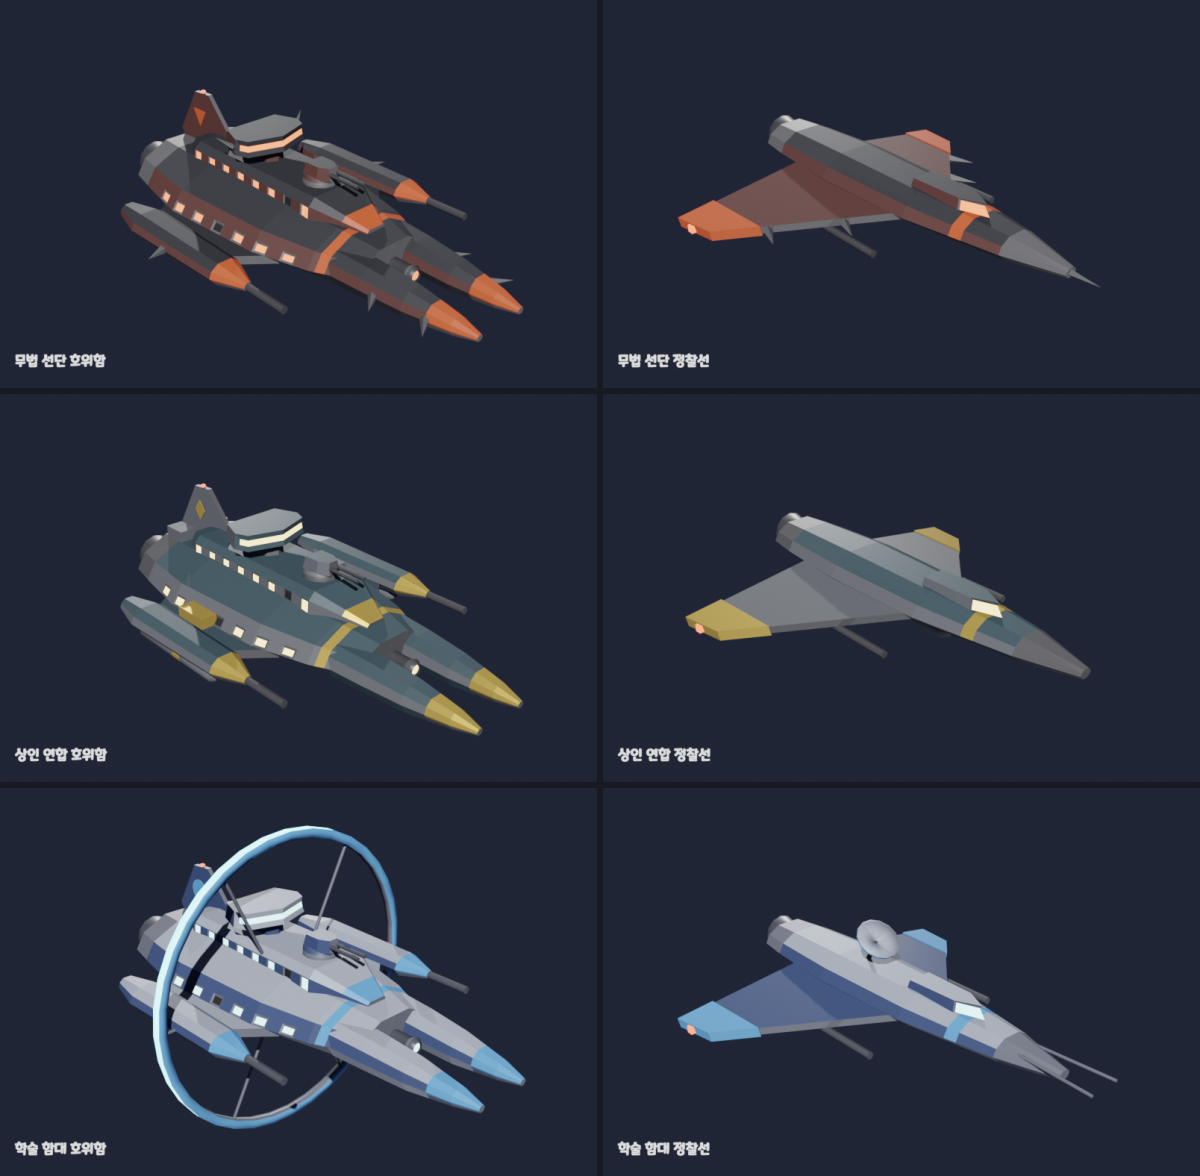 무법 선단 호위함
무법 선단 정찰선
상인 연합 호위함
상인 연합 정찰선
학술 함대 호위함
학술 함대 정찰선